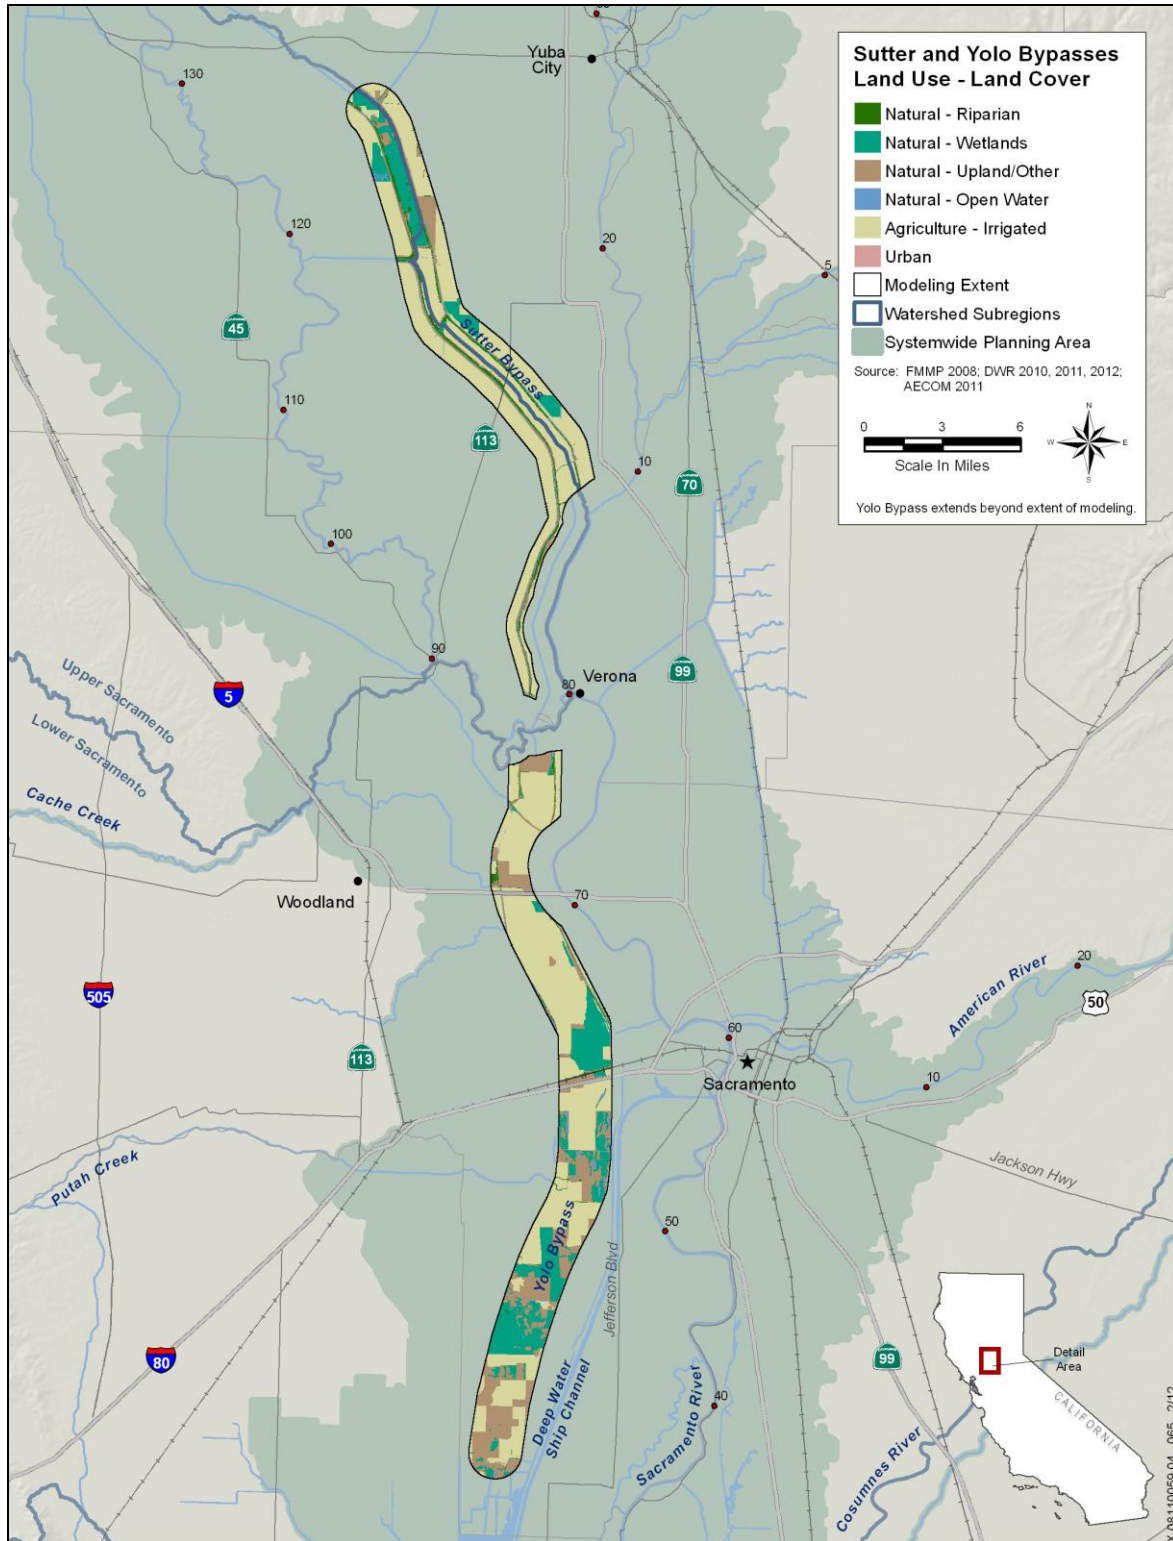 Yuba
City
130
120
45
110
100
90
113
Sutter Bypass
20
5
10
70
99
80
Verona
Upper Sacramento
Lower Sacramento
Cache Creek
5
Woodland
70
505
113
American River
20
50
60
Sacramento
10
Putah Creek
Jackson Hwy
50
Yolo Bypass
Jefferson Blvd
80
Deep Water
Ship Channel
Sacramento River
40
99
Cosumnes River
Detail
Area
CALIFORNIA
Sutter and Yolo Bypasses
Land Use - Land Cover
Natural - Riparian
Natural - Wetlands
Natural - Upland/Other
Natural - Open Water
Agriculture - Irrigated
Urban
Modeling Extent
Watershed Subregions
Systemwide Planning Area
Source: FMMP 2008; DWR 2010, 2011, 2012;
AECOM 2011
0 3 6
Scale In Miles
N
W E
S
Yolo Bypass extends beyond extent of modeling.